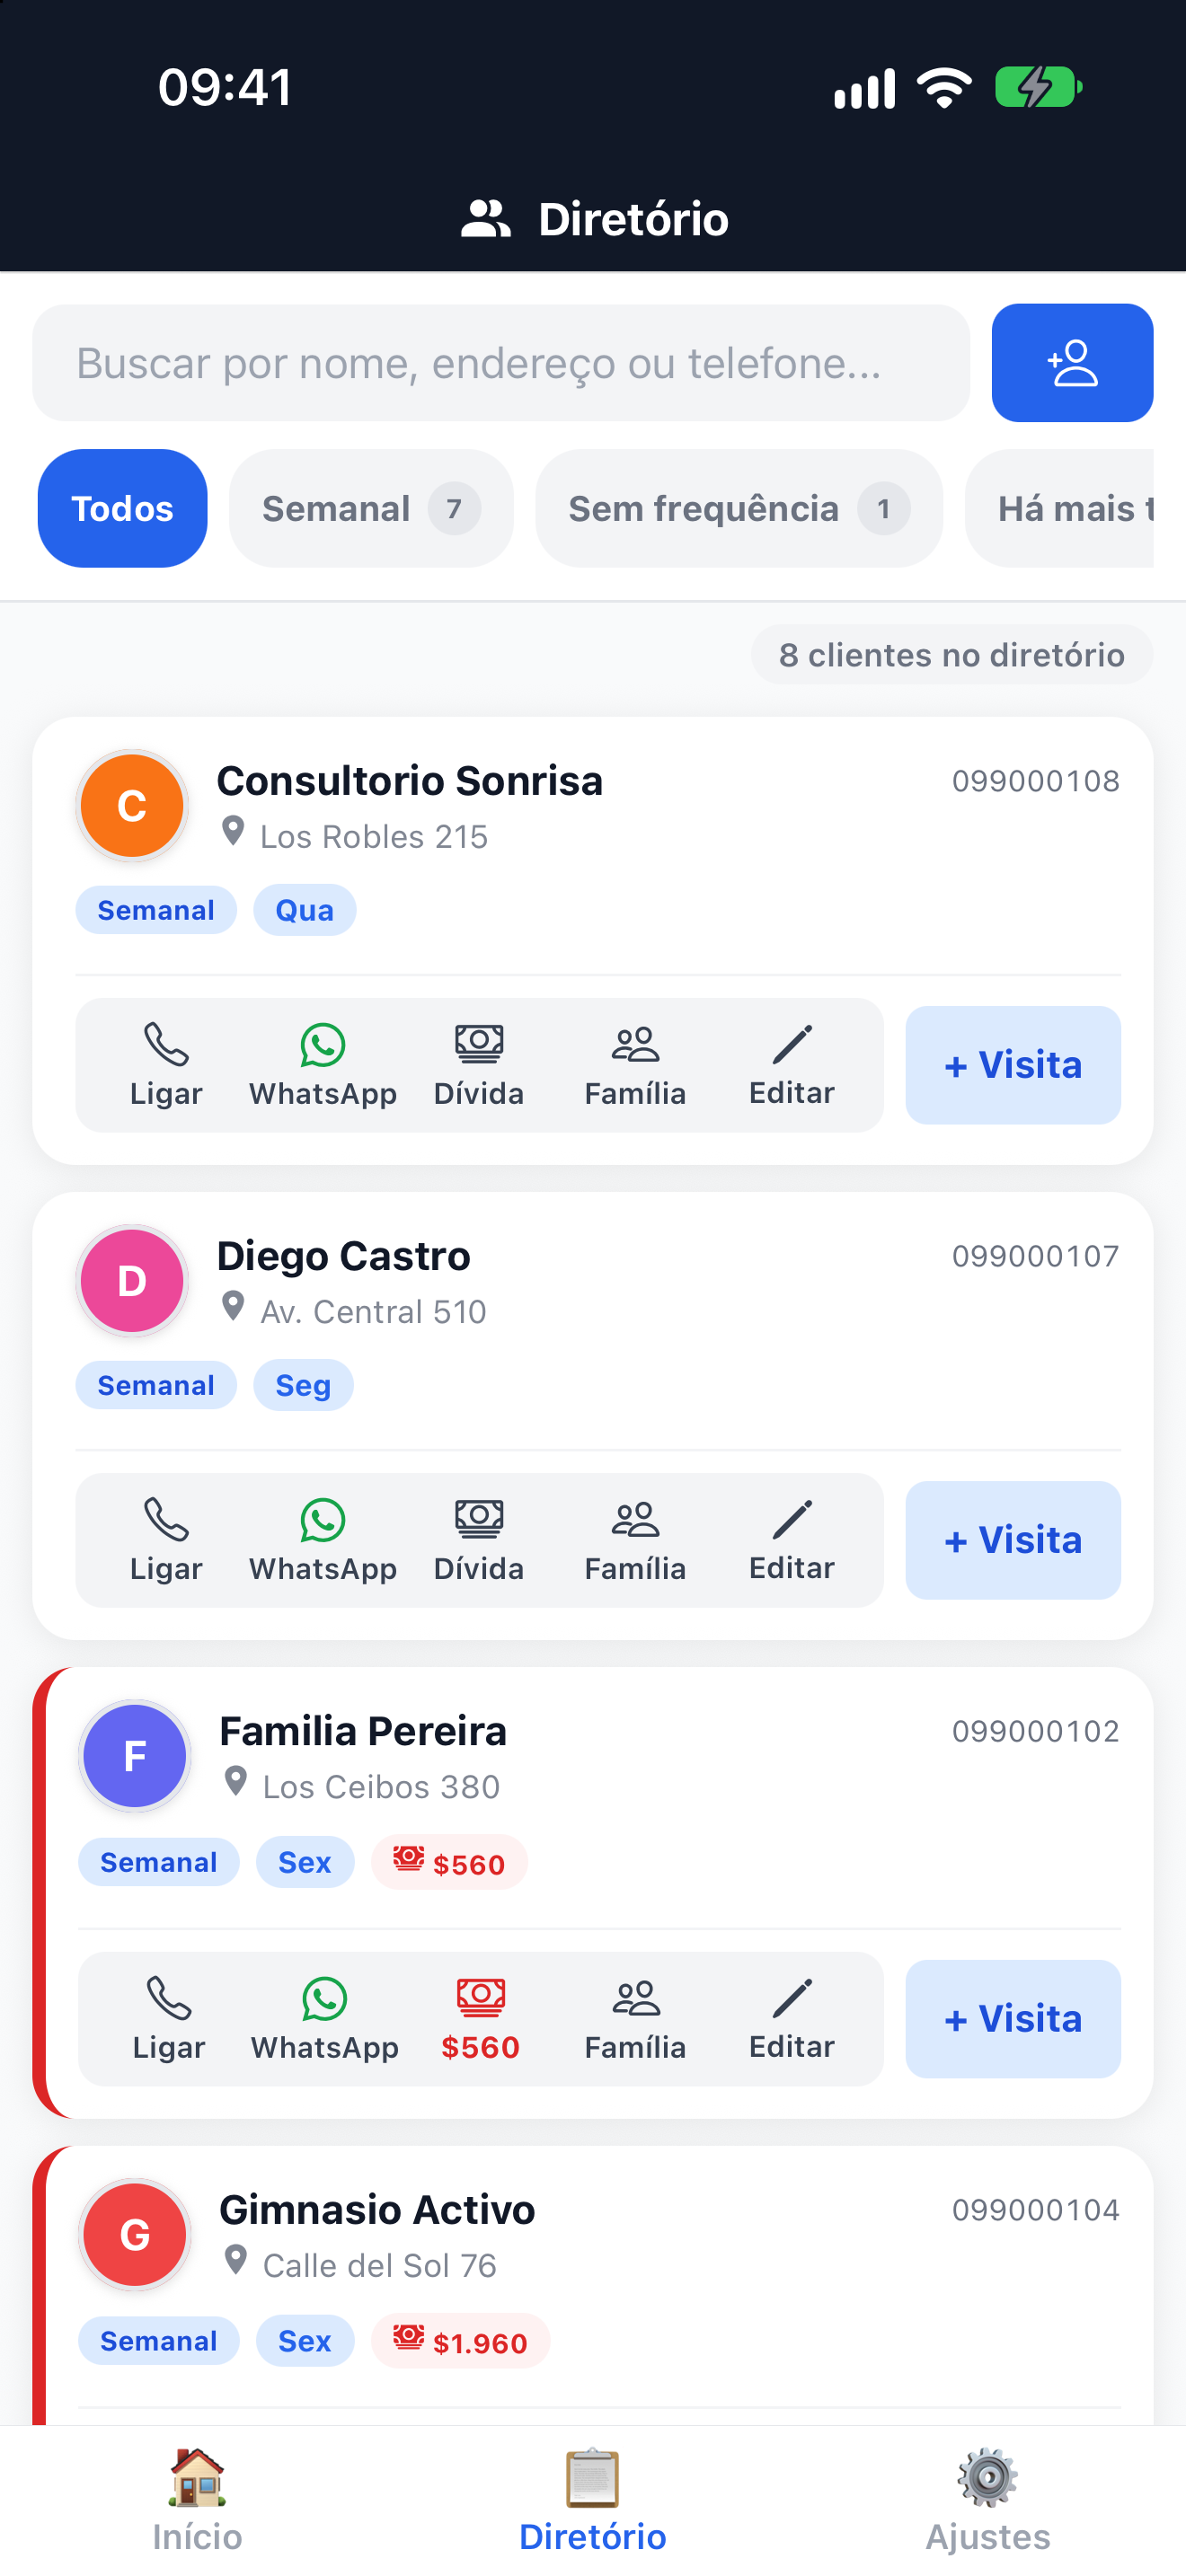 09:41
Diretório
Buscar por nome, endereço ou telefone...
Todos
Semanal 7
Sem frequência 1
Há mais t
8 clientes no diretório
C
Consultorio Sonrisa
099000108
Los Robles 215
Semanal
Qua
Ligar
WhatsApp
Dívida
Família
Editar
+ Visita
D
Diego Castro
099000107
Av. Central 510
Semanal
Seg
Ligar
WhatsApp
Dívida
Família
Editar
+ Visita
F
Familia Pereira
099000102
Los Ceibos 380
Semanal
Sex
$560
Ligar
WhatsApp
$560
Família
Editar
+ Visita
G
Gimnasio Activo
099000104
Calle del Sol 76
Semanal
Sex
$1.960
Início
Diretório
Ajustes